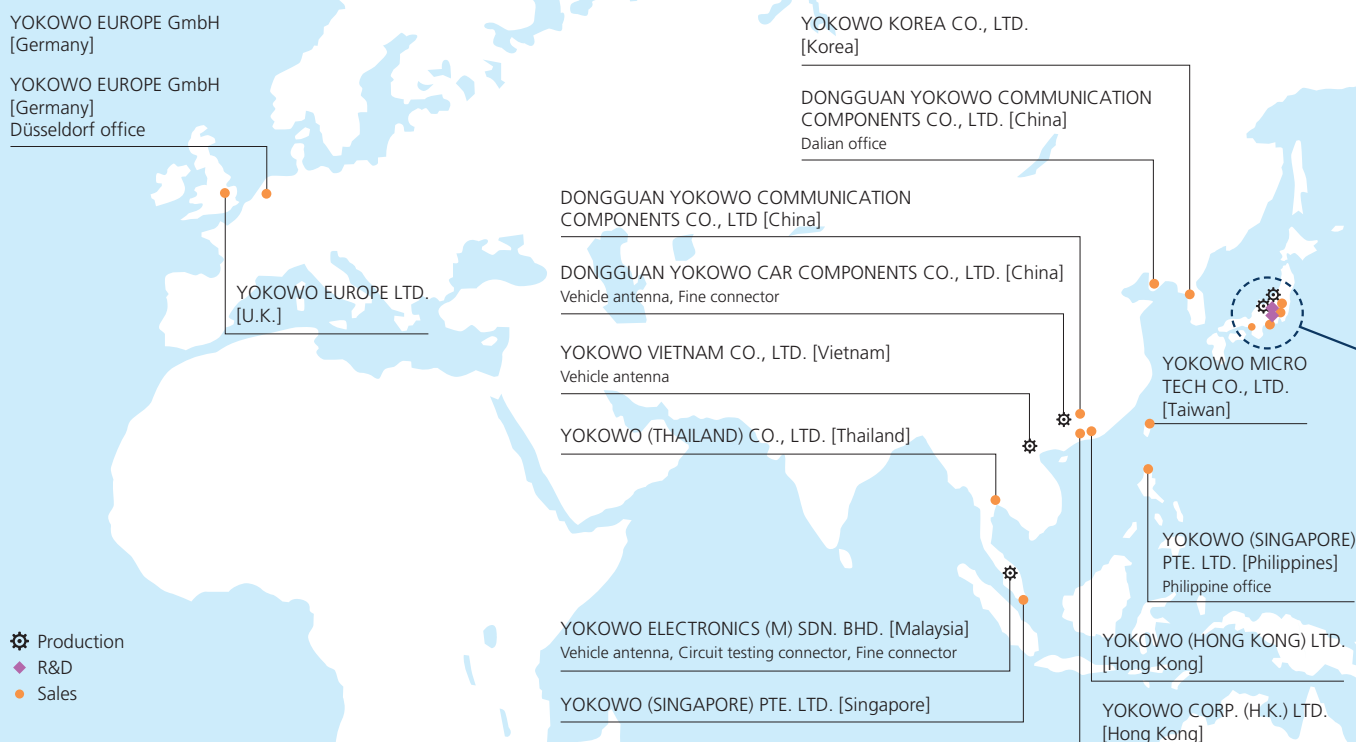 YOKOWO EUROPE GmbH
[Germany]
YOKOWO EUROPE GmbH
[Germany]
Düsseldorf office
YOKOWO EUROPE LTD.
[U.K.]
YOKOWO KOREA CO., LTD.
[Korea]
DONGGUAN YOKOWO COMMUNICATION
COMPONENTS CO., LTD. [China]
Dalian office
DONGGUAN YOKOWO COMMUNICATION
COMPONENTS CO., LTD [China]
DONGGUAN YOKOWO CAR COMPONENTS CO., LTD. [China]
Vehicle antenna, Fine connector
YOKOWO VIETNAM CO., LTD. [Vietnam]
Vehicle antenna
YOKOWO (THAILAND) CO., LTD. [Thailand]
YOKOWO MICRO
TECH CO., LTD.
[Taiwan]
YOKOWO (SINGAPORE)
PTE. LTD. [Philippines]
Philippine office
YOKOWO ELECTRONICS (M) SDN. BHD. [Malaysia]
Vehicle antenna, Circuit testing connector, Fine connector
YOKOWO (SINGAPORE) PTE. LTD. [Singapore]
YOKOWO (HONG KONG) LTD.
[Hong Kong]
YOKOWO CORP. (H.K.) LTD.
[Hong Kong]
Production
R&D
Sales